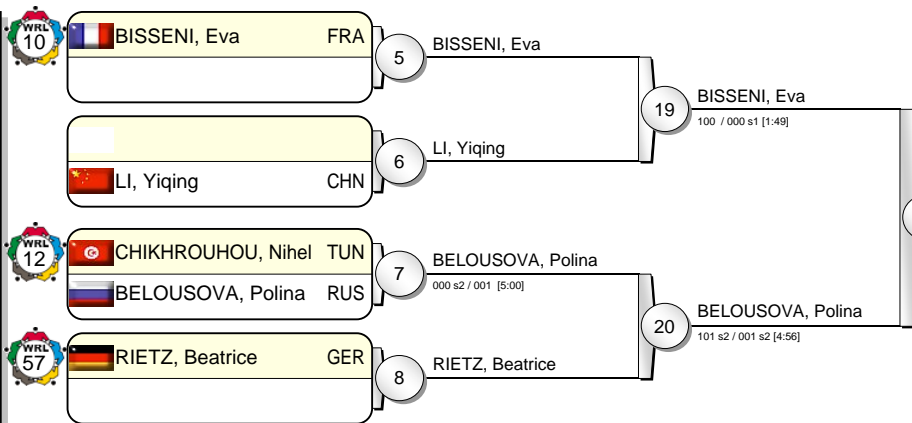 WRL
10
BISSENI, Eva FRA
5
BISSENI, Eva
19
BISSENI, Eva
100 / 000 s1 [1:49]
LI, Yiqing CHN
6
LI, Yiqing
WRL
12
CHIKHROUHOU, Nihel TUN
BELOUSOVA, Polina RUS
7
BELOUSOVA, Polina
000 s2 / 001 [5:00]
20
BELOUSOVA, Polina
101 s2 / 001 s2 [4:56]
WRL
57
RIETZ, Beatrice GER
8
RIETZ, Beatrice